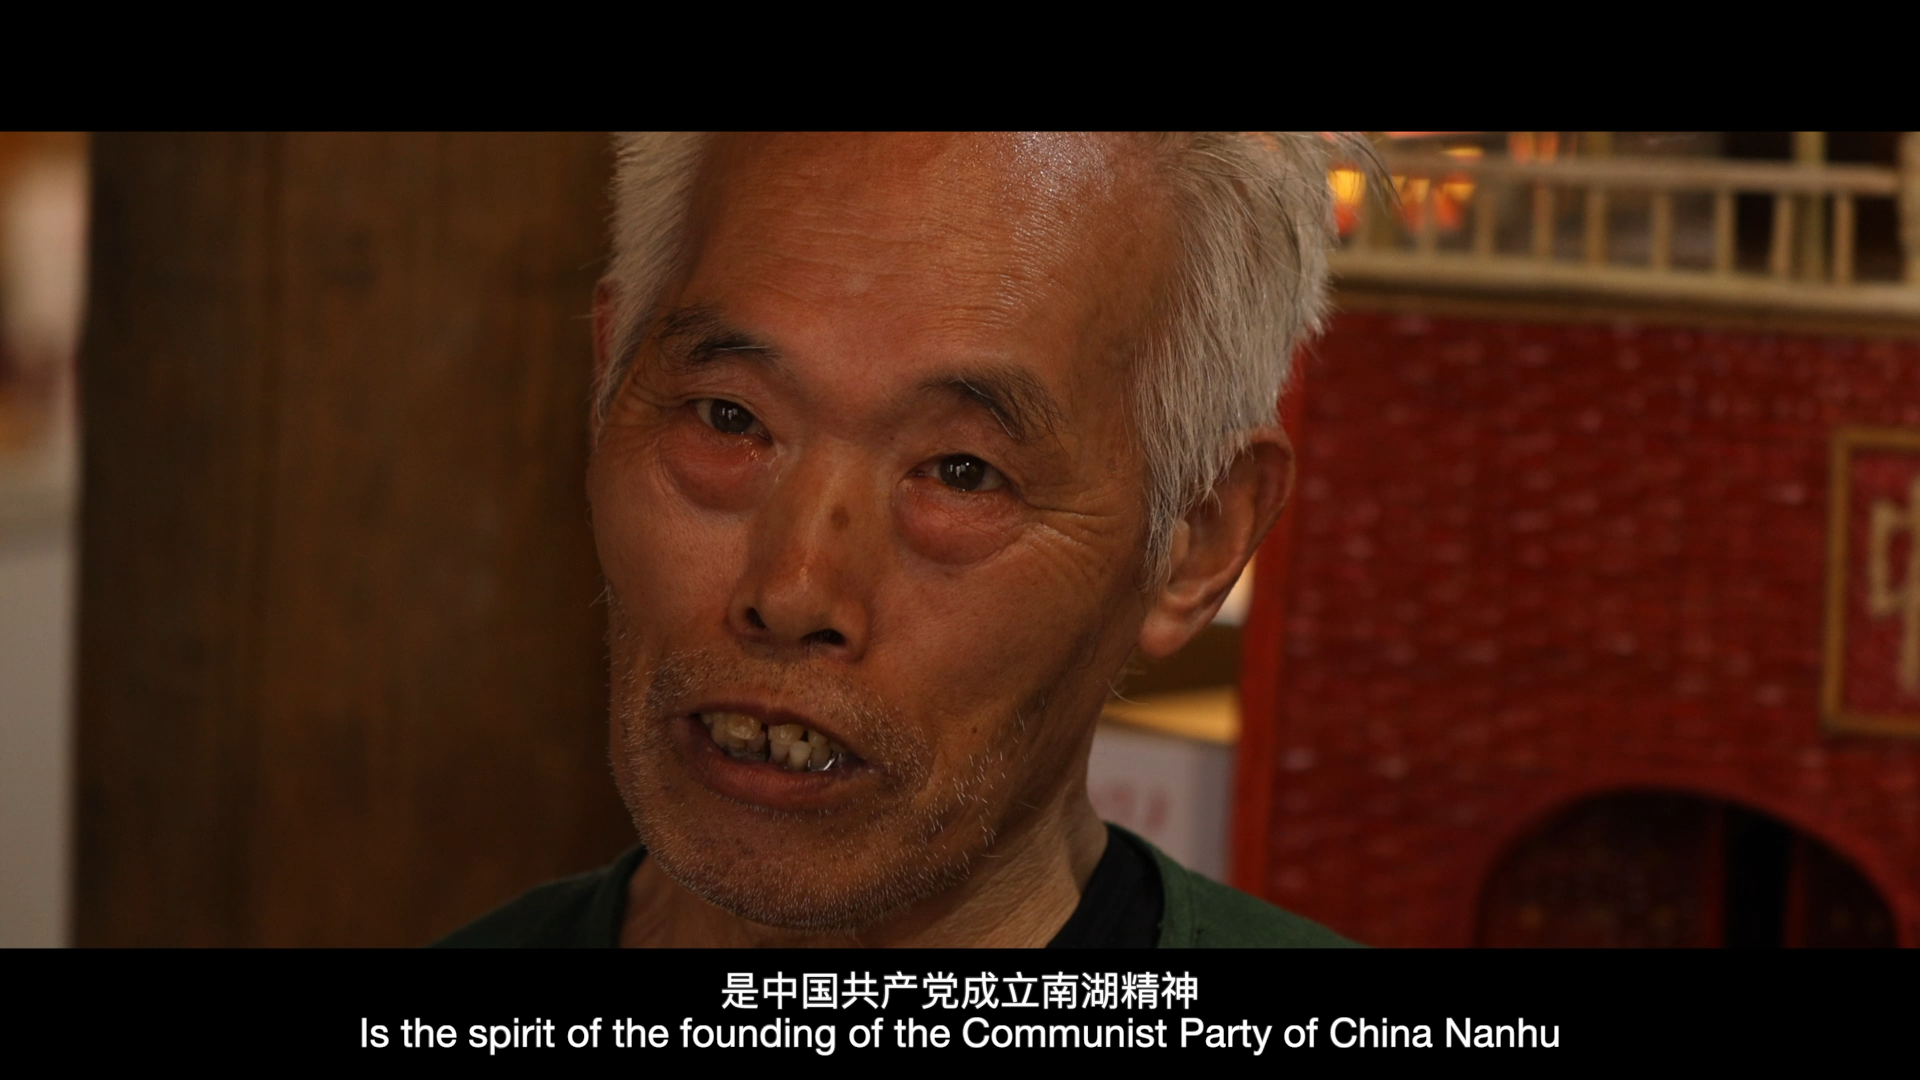 是中国共产党成立南湖精神
Is the spirit of the founding of the Communist Party of China Nanhu